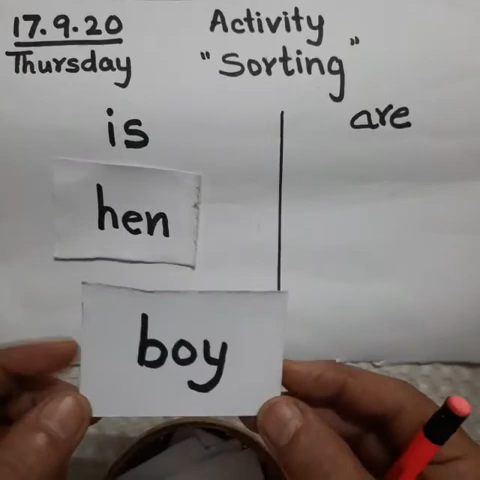 17.9.20
Thursday
Activity
"Sorting"
is
are
hen
boy